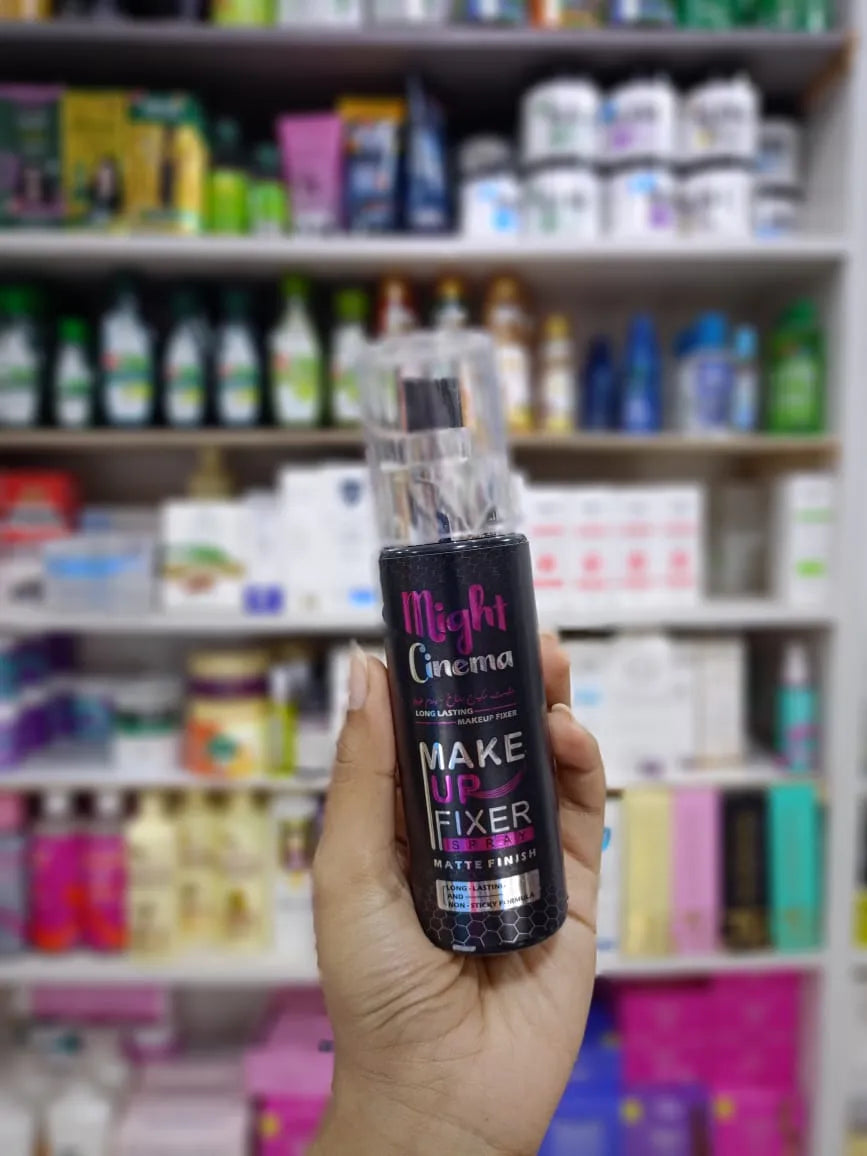 Might
Cinema
LONG LASTING
MAKEUP FIXER
MAKE
UP
FIXER
SPRAY
MATTE FINISH
LONG - LASTING
AND
NON - STICKY FORMULA